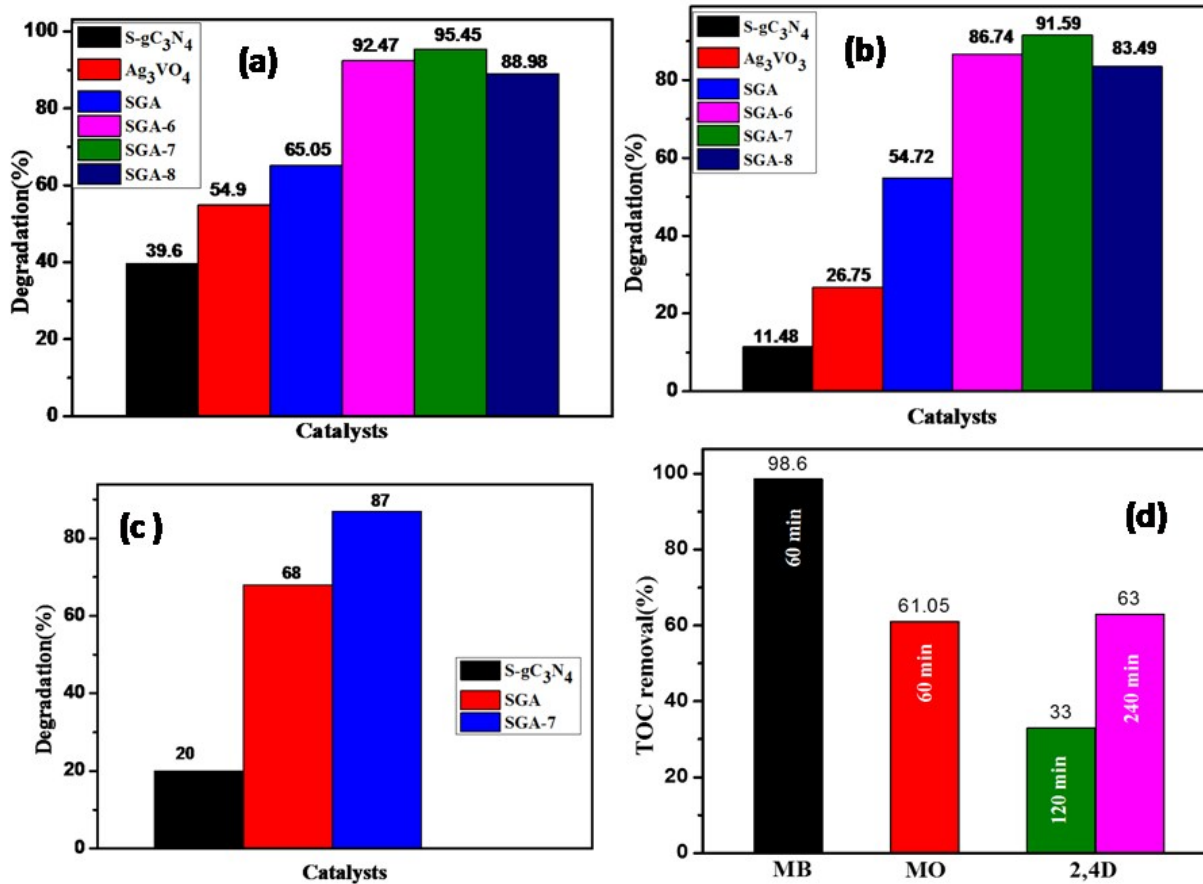 (a)
S-gC3N4
Ag3VO4
SGA
SGA-6
SGA-7
SGA-8
Degradation(%)
100
80
60
40
20
0
39.6
54.9
65.05
92.47
95.45
88.98
Catalysts
(b)
S-gC3N4
Ag3VO3
SGA
SGA-6
SGA-7
SGA-8
Degradation(%)
80
60
40
20
0
11.48
26.75
54.72
86.74
91.59
83.49
Catalysts
(c )
Degradation(%)
80
60
40
20
0
20
68
87
S-gC3N4
SGA
SGA-7
Catalysts
(d)
TOC removal(%)
100
80
60
40
20
0
98.6
60 min
61.05
60 min
33
120 min
63
240 min
MB
MO
2,4D